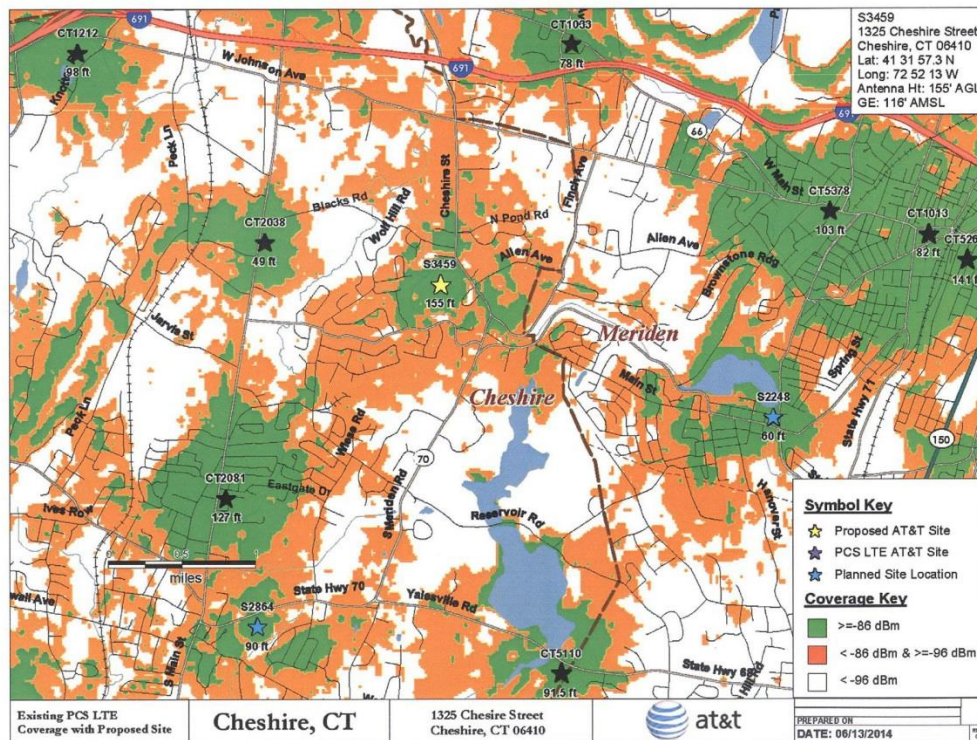 S3459
1325 Cheshire Street
Cheshire, CT 06410
Lat: 41 31 57.3 N
Long: 72 52 13 W
Antenna Ht: 155' AGL
GE: 116' AMSL
691
CT1212
98 ft
W Johnson Ave
CT1033
78 ft
691
691
66
Peck Ln
W Main St
CT5378
103 ft
CT1013
82 ft
141 ft
Blacks Rd
Wolf Hill Rd
Cheshire St
N Pond Rd
Flock Ave
CT2038
49 ft
S3459
155 ft
Allen Ave
Allen Ave
Brownstone Rdg
Jarvis St
Meriden
Spring St
Main St
Cheshire
S2248
60 ft
State Hwy 71
150
Peck Ln
Wiese Rd
70
CT2081
127 ft
Eastgate Dr
S Meriden Rd
Reservoir Rd
Hanover St
Ives Row
0 0.5 1
miles
State Hwy 70
Yalesville Rd
S2864
90 ft
S Main St
CT5110
91.5 ft
State Hwy 68
Hill Rd
Symbol Key
Proposed AT&T Site
PCS LTE AT&T Site
Planned Site Location
Coverage Key
>=-86 dBm
< -86 dBm & >=-96 dBm
< -96 dBm
Existing PCS LTE
Coverage with Proposed Site
Cheshire, CT
1325 Chesire Street
Cheshire, CT 06410
at&t
PREPARED ON
DATE: 06/13/2014